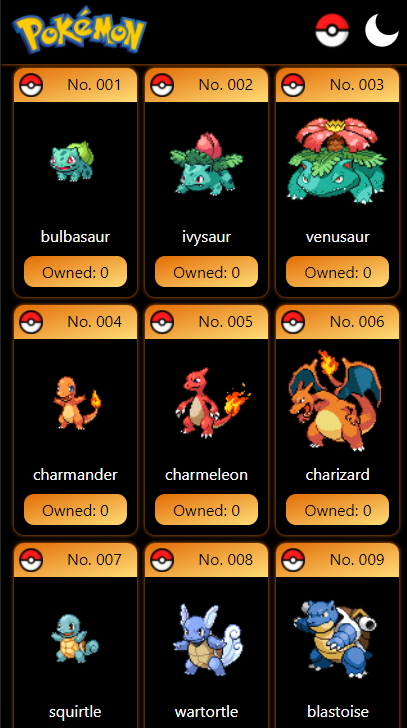 Pokémon
No. 001
No. 002
No. 003
bulbasaur
ivysaur
venusaur
Owned: 0
Owned: 0
Owned: 0
No. 004
No. 005
No. 006
charmander
charmeleon
charizard
Owned: 0
Owned: 0
Owned: 0
No. 007
No. 008
No. 009
squirtle
wartortle
blastoise